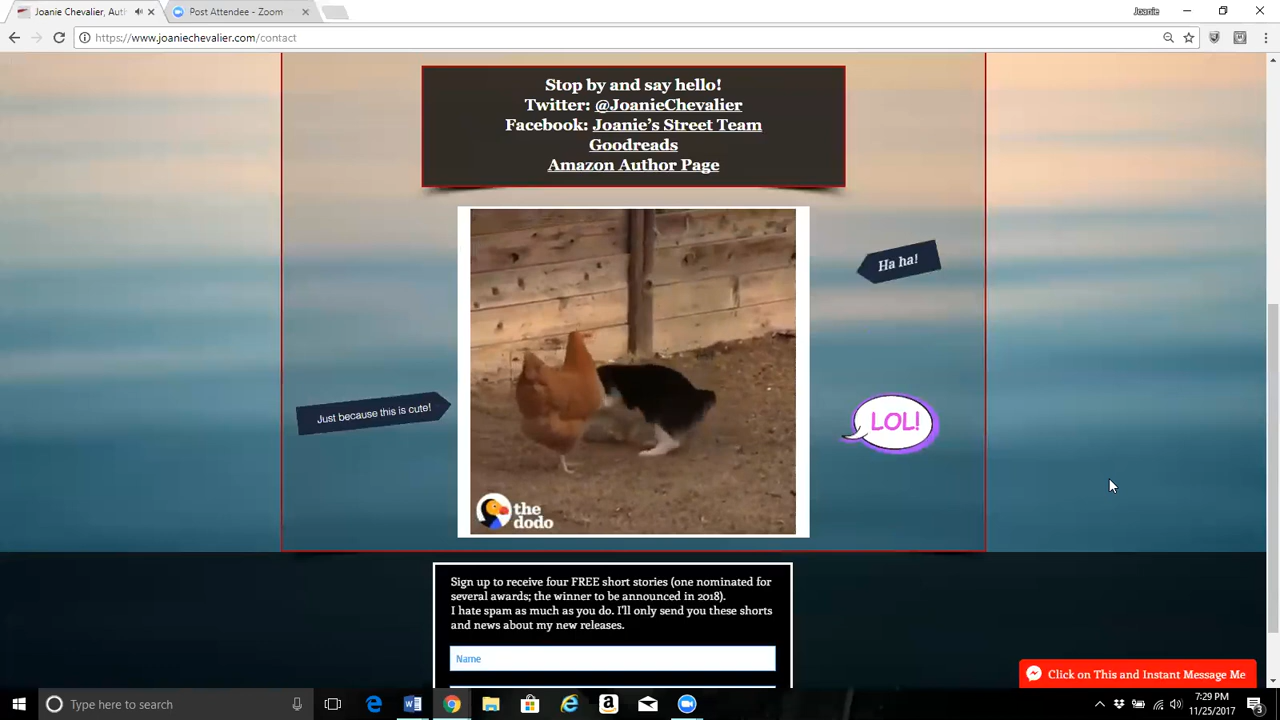 Joanie Chevalier, Aut
Post Attendee - Zoom
https://www.joaniechevalier.com/contact
Stop by and say hello!
Twitter: @JoanieChevalier
Facebook: Joanie's Street Team
Goodreads
Amazon Author Page
Ha ha!
Just because this is cute!
LOL!
the
dodo
Sign up to receive four FREE short stories (one nominated for
several awards; the winner to be announced in 2018).
I hate spam as much as you do. I'll only send you these shorts
and news about my new releases.
Name
Click on This and Instant Message Me
Type here to search
7:29 PM
11/25/2017
3